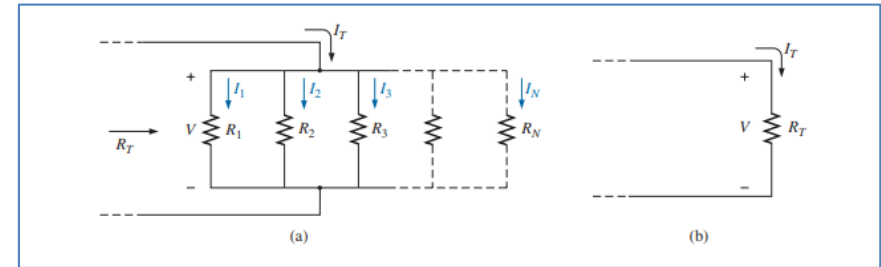 I_T
I_T
+ I_1 I_2 I_3 I_N +
V R_1 R_2 R_3 R_N V R_T
R_T
− −
(a) (b)